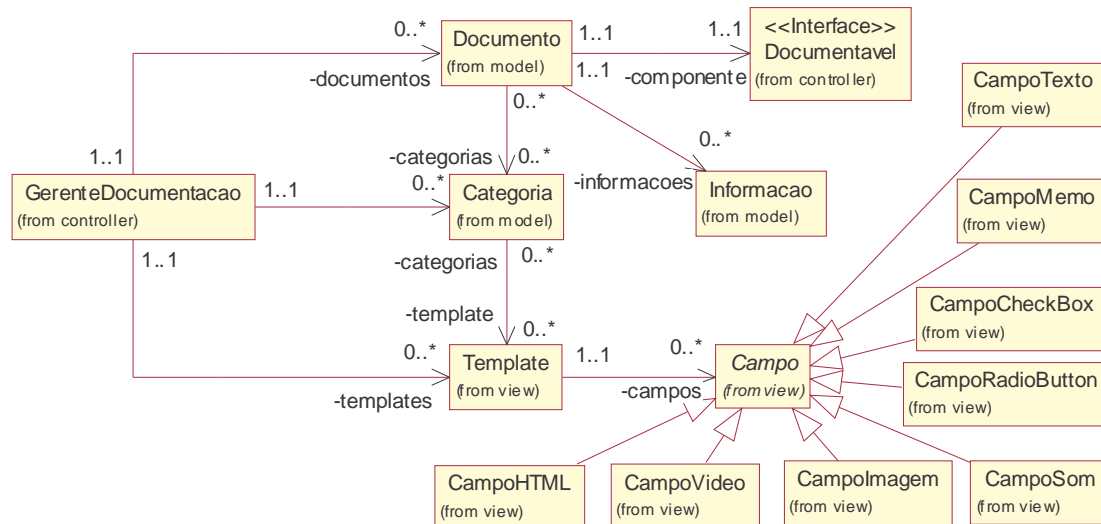 0..*
Documento
(from model)
1..1
1..1
<<Interface>>
Documentavel
(from controller)
-documentos
1..1
-componente
CampoTexto
(from view)
0..*
0..*
1..1
-categorias
0..*
-informacoes
GerenteDocumentacao
(from controller)
1..1
0..*
Categoria
(from model)
Informacao
(from model)
CampoMemo
(from view)
1..1
-categorias
0..*
-template
0..*
CampoCheckBox
(from view)
0..*
Template
(from view)
1..1
0..*
Campo
(from view)
-templates
-campos
CampoRadioButton
(from view)
CampoHTML
(from view)
CampoVideo
(from view)
CampoImagem
(from view)
CampoSom
(from view)